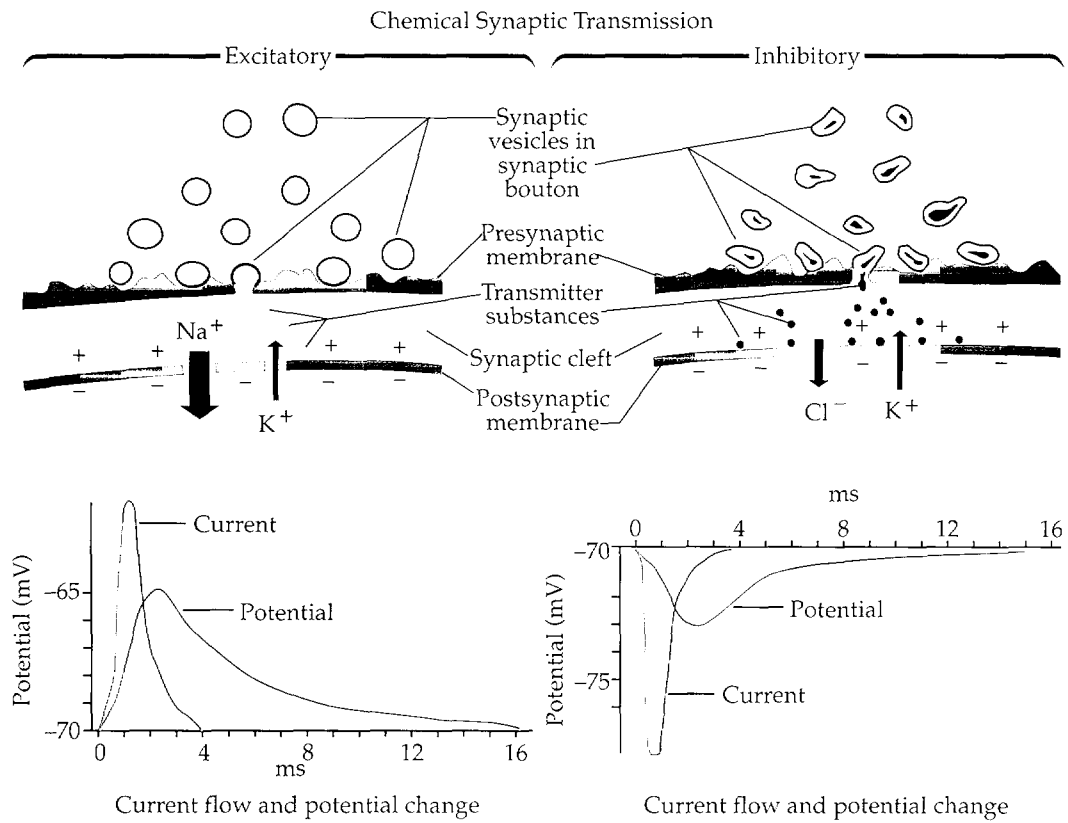 Chemical Synaptic Transmission
Excitatory
Inhibitory
Synaptic
vesicles in
synaptic
bouton
Presynaptic
membrane
Transmitter
substances
Synaptic cleft
Postsynaptic
membrane
Na⁺
+ + + +
− − − −
K⁺
+ + + + +
− − − − −
Cl⁻ K⁺
Current
Potential
Potential (mV)
−65
−70
0 4 8 12 16
ms
Current flow and potential change
ms
0 4 8 12 16
−70
−75
Potential (mV)
Potential
Current
Current flow and potential change